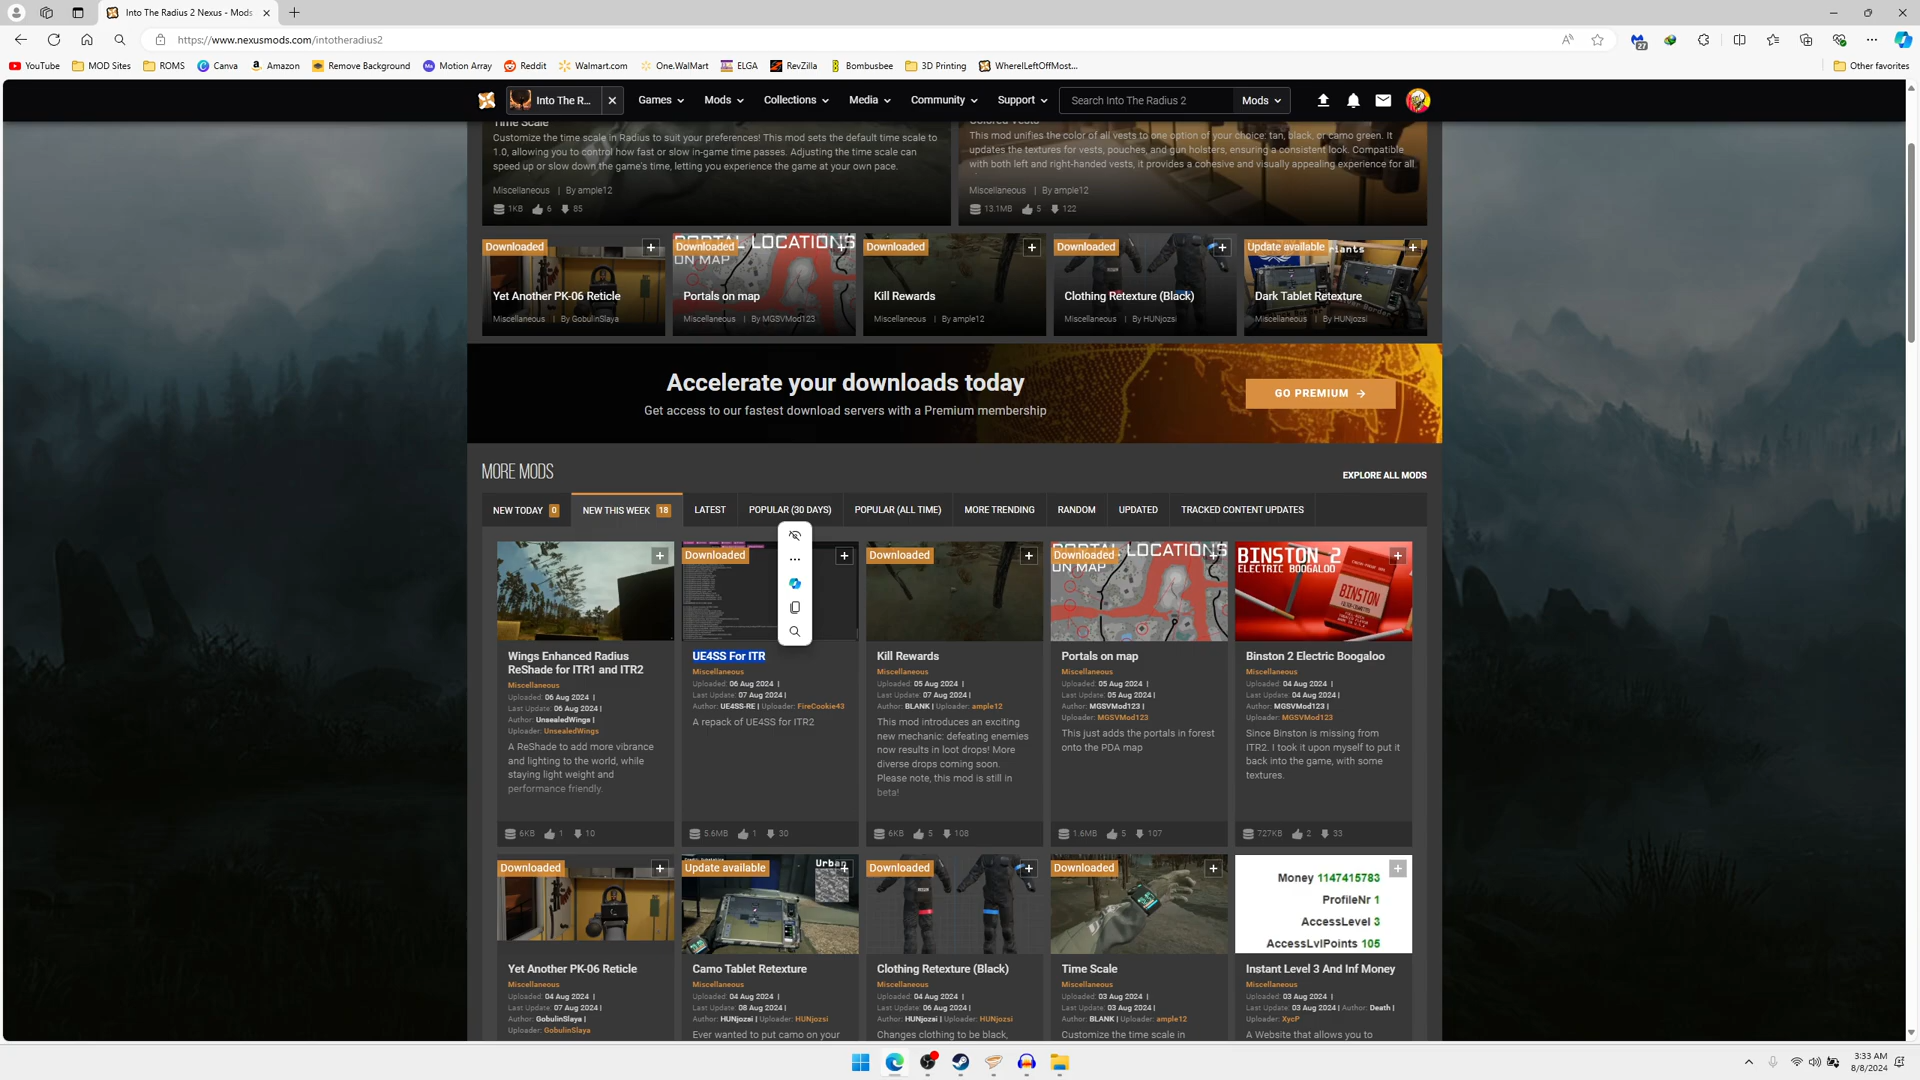 Into The Radius 2 Nexus - Mods
https://www.nexusmods.com/intotheradius2
27
YouTube MOD Sites ROMS Canva Amazon Remove Background Motion Array Reddit Walmart.com One.WalMart ELGA RevZilla Bombusbee 3D Printing WhereILeftOffMost... Other favorites
Into The R... Games Mods Collections Media Community Support Search Into The Radius 2 Mods
Time Scale
Customize the time scale in Radius to suit your preferences! This mod sets the default time scale to
1.0, allowing you to control how fast or slow in-game time passes. Adjusting the time scale can
speed up or slow down the game's time, letting you experience the game at your own pace.
Miscellaneous | By ample12
1KB 6 85
Colored Vests
This mod unifies the color of all vests to one option of your choice: tan, black, or camo green. It
updates the textures for vests, pouches, and gun holsters, ensuring a consistent look. Compatible
with both left and right-handed vests, it provides a cohesive and visually appealing experience for all.
Miscellaneous | By ample12
13.1MB 5 122
Downloaded
Yet Another PK-06 Reticle
Miscellaneous | By GobulinSlaya
Downloaded
PORTAL LOCATIONS
ON MAP
Portals on map
Miscellaneous | By MGSVMod123
Downloaded
Kill Rewards
Miscellaneous | By ample12
Downloaded
Clothing Retexture (Black)
Miscellaneous | By HUNjozsi
Update available
Dark Tablet Retexture
Miscellaneous | By HUNjozsi
Accelerate your downloads today
Get access to our fastest download servers with a Premium membership
GO PREMIUM
MORE MODS
EXPLORE ALL MODS
NEW TODAY 0 NEW THIS WEEK 18 LATEST POPULAR (30 DAYS) POPULAR (ALL TIME) MORE TRENDING RANDOM UPDATED TRACKED CONTENT UPDATES
Wings Enhanced Radius
ReShade for ITR1 and ITR2
Miscellaneous
Uploaded: 06 Aug 2024 |
Last Update: 06 Aug 2024 |
Author: UnsealedWings |
Uploader: UnsealedWings
A ReShade to add more vibrance
and lighting to the world, while
staying light weight and
performance friendly.
6KB 1 10
Downloaded
UE4SS For ITR
Miscellaneous
Uploaded: 06 Aug 2024 |
Last Update: 07 Aug 2024 |
Author: UE4SS-RE | Uploader: FireCookie43
A repack of UE4SS for ITR2
5.6MB 1 30
Downloaded
Kill Rewards
Miscellaneous
Uploaded: 05 Aug 2024 |
Last Update: 07 Aug 2024 |
Author: BLANK | Uploader: ample12
This mod introduces an exciting
new mechanic: defeating enemies
now results in loot drops! More
diverse drops coming soon.
Please note, this mod is still in
beta!
6KB 5 108
Downloaded
PORTAL LOCATIONS
ON MAP
Portals on map
Miscellaneous
Uploaded: 05 Aug 2024 |
Last Update: 05 Aug 2024 |
Author: MGSVMod123 |
Uploader: MGSVMod123
This just adds the portals in forest
onto the PDA map
1.6MB 5 107
BINSTON 2
ELECTRIC BOOGALOO
BINSTON
Binston 2 Electric Boogaloo
Miscellaneous
Uploaded: 04 Aug 2024 |
Last Update: 04 Aug 2024 |
Author: MGSVMod123 |
Uploader: MGSVMod123
Since Binston is missing from
ITR2. I took it upon myself to put it
back into the game, with some
textures.
727KB 2 33
Downloaded
Yet Another PK-06 Reticle
Miscellaneous
Uploaded: 04 Aug 2024 |
Last Update: 07 Aug 2024 |
Author: GobulinSlaya |
Uploader: GobulinSlaya
Update available
Urban
Camo Tablet Retexture
Miscellaneous
Uploaded: 04 Aug 2024 |
Last Update: 08 Aug 2024 |
Author: HUNjozai | Uploader: HUNjozsi
Ever wanted to put camo on your
Downloaded
Clothing Retexture (Black)
Miscellaneous
Uploaded: 04 Aug 2024 |
Last Update: 06 Aug 2024 |
Author: HUNjozai | Uploader: HUNjozsi
Changes clothing to be black,
Downloaded
Time Scale
Miscellaneous
Uploaded: 03 Aug 2024 |
Last Update: 03 Aug 2024 |
Author: BLANK | Uploader: ample12
Customize the time scale in
Money 1147415783
ProfileNr 1
AccessLevel 3
AccessLvlPoints 105
Instant Level 3 And Inf Money
Miscellaneous
Uploaded: 03 Aug 2024 |
Last Update: 03 Aug 2024 | Author: Death |
Uploader: XycP
A Website that allows you to
3:33 AM
8/8/2024